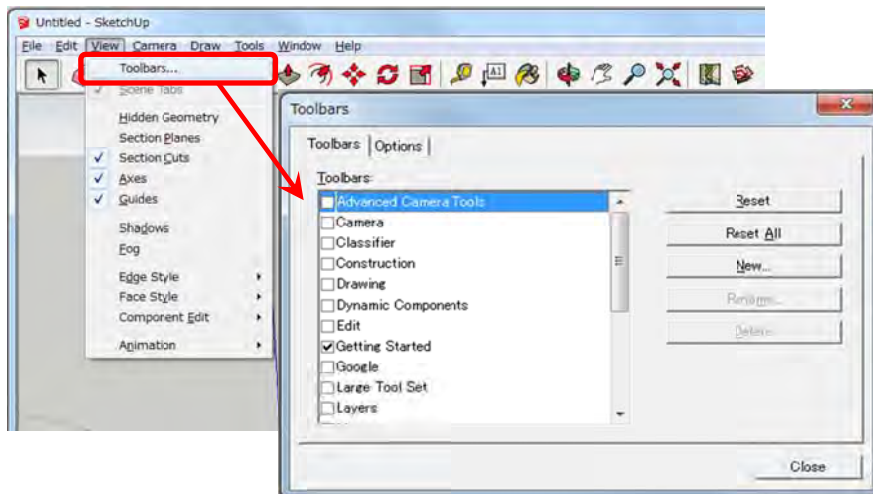 Untitled - SketchUp
File Edit View Camera Draw Tools Window Help
Toolbars...
A1
Scene Tabs
Hidden Geometry
Section Planes
Section Cuts
Axes
Guides
Shadows
Fog
Edge Style
Face Style
Component Edit
Animation
Toolbars
Toolbars Options
Toolbars:
Advanced Camera Tools
Camera
Classifier
Construction
Drawing
Dynamic Components
Edit
Getting Started
Google
Large Tool Set
Layers
Reset
Reset All
New...
Rename...
Delete...
Close